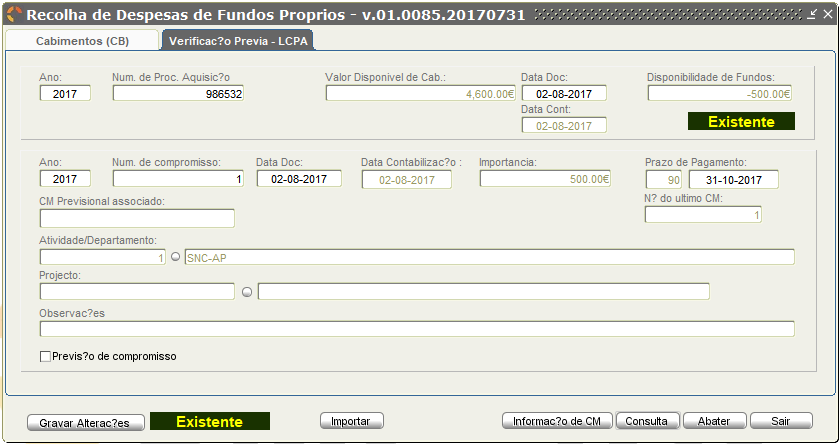 Recolha de Despesas de Fundos Proprios - v.01.0085.20170731
Cabimentos (CB) Verificac?o Previa - LCPA
Ano: Num. de Proc. Aquisic?o Valor Disponivel de Cab.: Data Doc: Disponibilidade de Fundos:
2017 986532 4,600.00€ 02-08-2017 -500.00€
Data Cont:
02-08-2017 Existente
Ano: Num. de compromisso: Data Doc: Data Contabilizac?o : Importancia: Prazo de Pagamento:
2017 1 02-08-2017 02-08-2017 500.00€ 90 31-10-2017
CM Previsional associado: N? do ultimo CM:
1
Atividade/Departamento:
1 SNC-AP
Projecto:
Observac?es
Previs?o de compromisso
Gravar Alterac?es Existente Importar Informac?o de CM Consulta Abater Sair